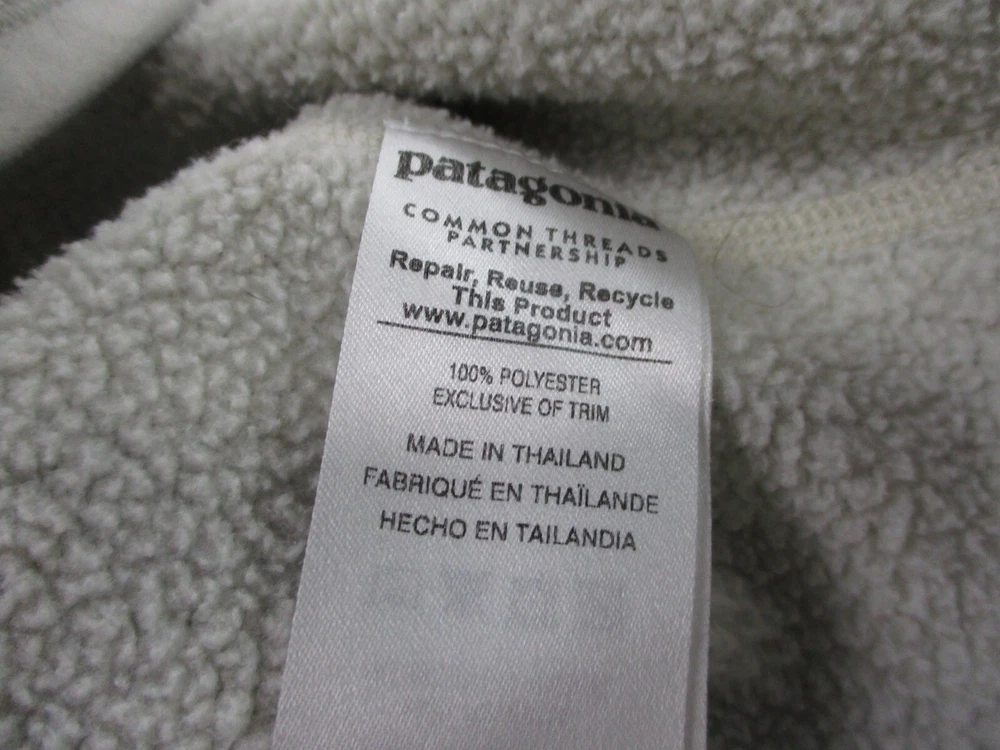 patagonia
COMMON THREADS
PARTNERSHIP
Repair, Reuse, Recycle
This Product
www.patagonia.com
100% POLYESTER
EXCLUSIVE OF TRIM
MADE IN THAILAND
FABRIQUÉ EN THAÏLANDE
HECHO EN TAILANDIA